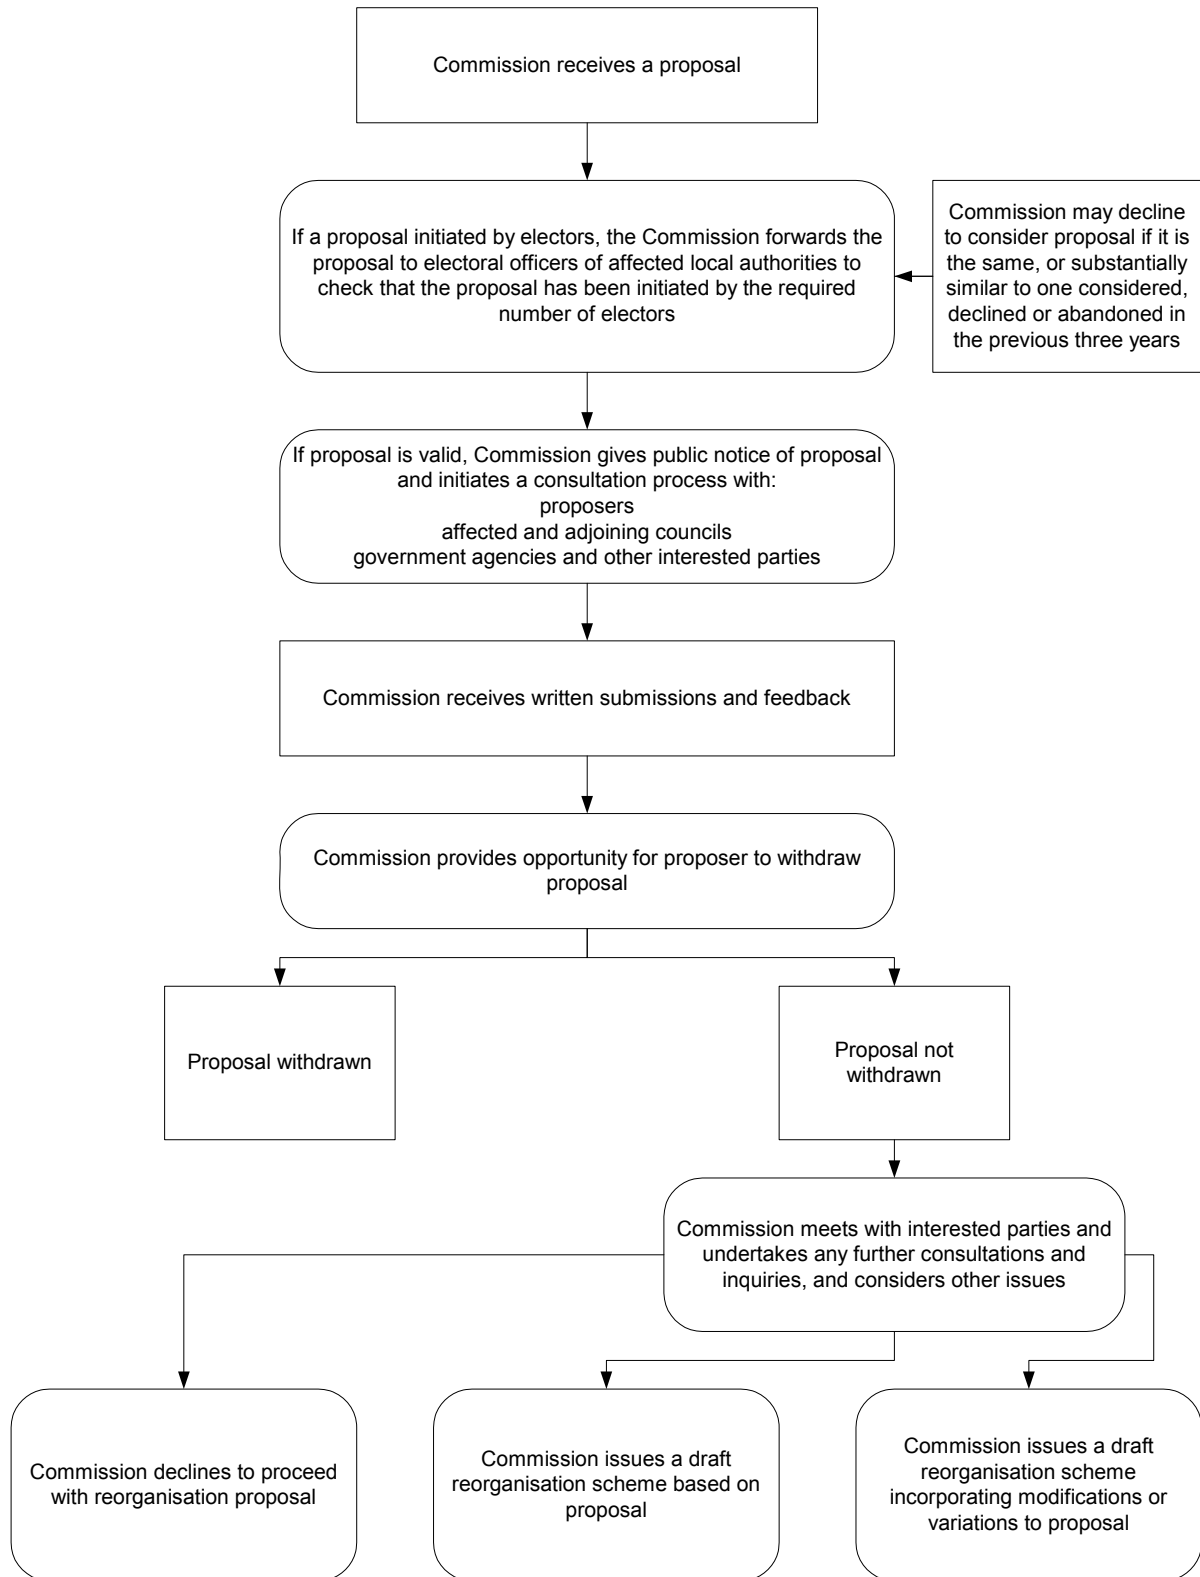 Commission receives a proposal
If a proposal initiated by electors, the Commission forwards the
proposal to electoral officers of affected local authorities to
check that the proposal has been initiated by the required
number of electors
Commission may decline
to consider proposal if it is
the same, or substantially
similar to one considered,
declined or abandoned in
the previous three years
If proposal is valid, Commission gives public notice of proposal
and initiates a consultation process with:
proposers
affected and adjoining councils
government agencies and other interested parties
Commission receives written submissions and feedback
Commission provides opportunity for proposer to withdraw
proposal
Proposal withdrawn
Proposal not
withdrawn
Commission meets with interested parties and
undertakes any further consultations and
inquiries, and considers other issues
Commission declines to proceed
with reorganisation proposal
Commission issues a draft
reorganisation scheme based on
proposal
Commission issues a draft
reorganisation scheme
incorporating modifications or
variations to proposal